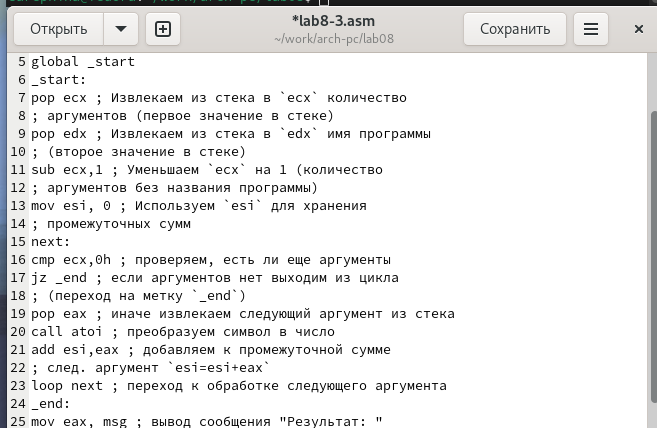 Открыть
*lab8-3.asm
~/work/arch-pc/lab08
Сохранить
5 global _start
6 _start:
7 pop ecx ; Извлекаем из стека в `ecx` количество
8 ; аргументов (первое значение в стеке)
9 pop edx ; Извлекаем из стека в `edx` имя программы
10 ; (второе значение в стеке)
11 sub ecx,1 ; Уменьшаем `ecx` на 1 (количество
12 ; аргументов без названия программы)
13 mov esi, 0 ; Используем `esi` для хранения
14 ; промежуточных сумм
15 next:
16 cmp ecx,0h ; проверяем, есть ли еще аргументы
17 jz _end ; если аргументов нет выходим из цикла
18 ; (переход на метку `_end`)
19 pop eax ; иначе извлекаем следующий аргумент из стека
20 call atoi ; преобразуем символ в число
21 add esi,eax ; добавляем к промежуточной сумме
22 ; след. аргумент `esi=esi+eax`
23 loop next ; переход к обработке следующего аргумента
24 _end:
25 mov eax, msg ; вывод сообщения "Результат: "